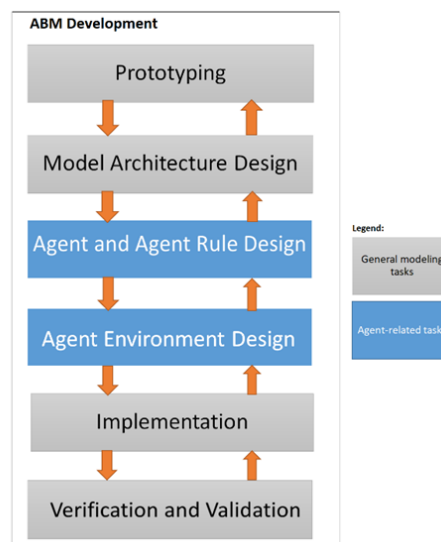 ABM Development
Prototyping
Model Architecture Design
Agent and Agent Rule Design
Agent Environment Design
Implementation
Verification and Validation
Legend:
General modeling
tasks
Agent-related task